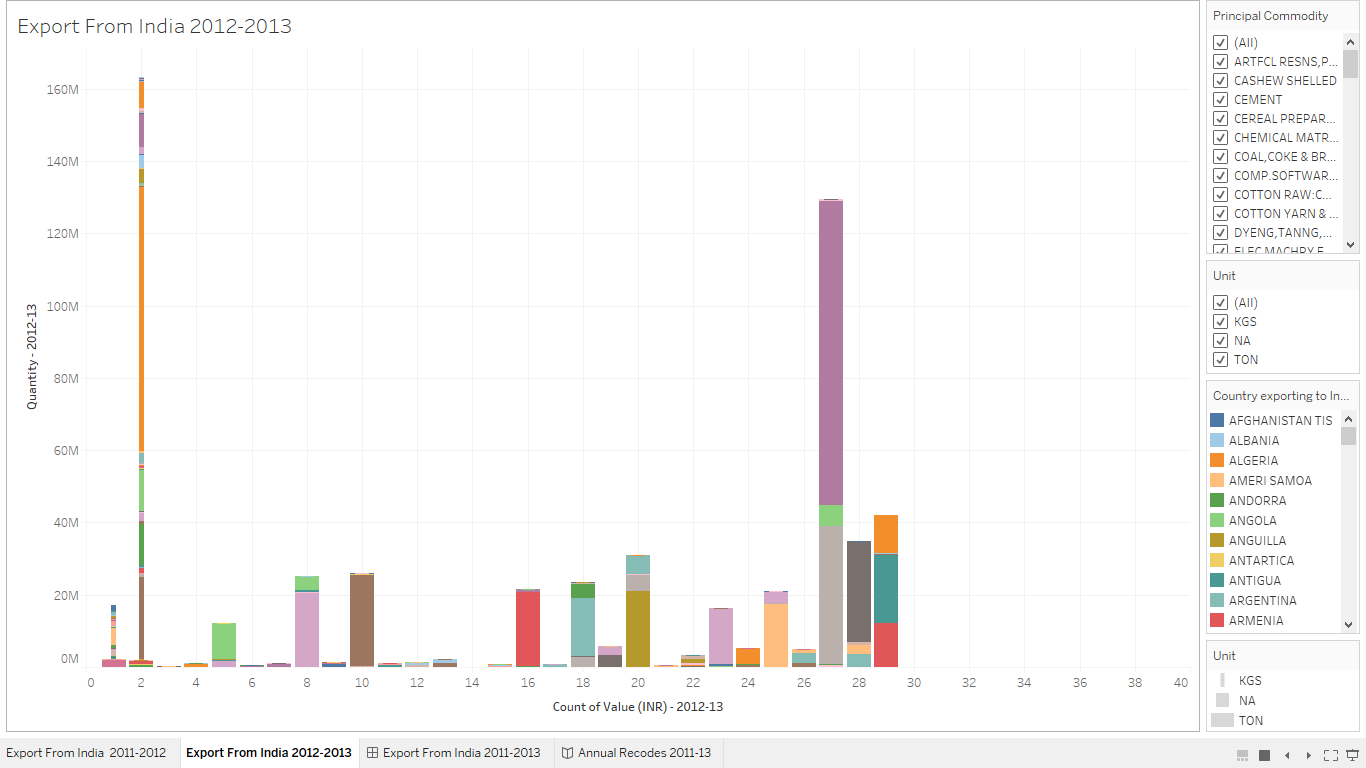 Export From India 2012-2013
160M
140M
120M
100M
80M
60M
40M
20M
0M
Quantity - 2012-13
0 2 4 6 8 10 12 14 16 18 20 22 24 26 28 30 32 34 36 38 40
Count of Value (INR) - 2012-13
Principal Commodity
(All)
ARTFCL RESNS,P...
CASHEW SHELLED
CEMENT
CEREAL PREPAR...
CHEMICAL MATR...
COAL,COKE & BR...
COMP.SOFTWAR...
COTTON RAW:C...
COTTON YARN & ...
DYENG,TANNG,...
Unit
(All)
KGS
NA
TON
Country exporting to In...
AFGHANISTAN TIS
ALBANIA
ALGERIA
AMERI SAMOA
ANDORRA
ANGOLA
ANGUILLA
ANTARTICA
ANTIGUA
ARGENTINA
ARMENIA
Unit
KGS
NA
TON
Export From India  2011-2012
Export From India 2012-2013
Export From India 2011-2013
Annual Recodes 2011-13